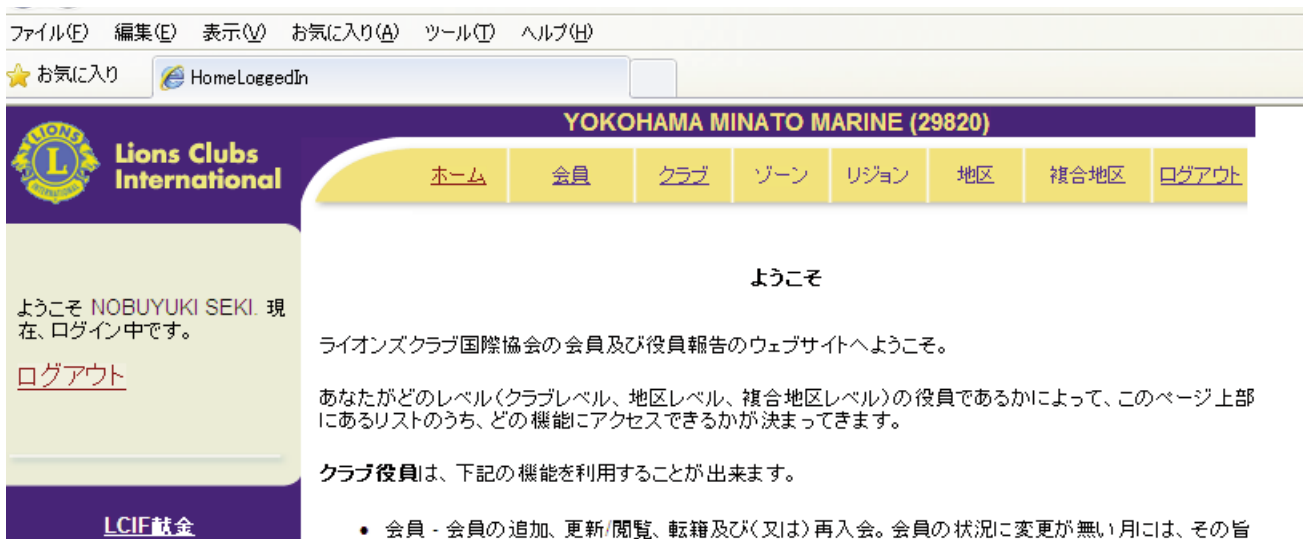 ファイル(F) 編集(E) 表示(V) お気に入り(A) ツール(T) ヘルプ(H)
お気に入り HomeLoggedIn
YOKOHAMA MINATO MARINE (29820)
LIONS
L
INTERNATIONAL
Lions Clubs
International
ホーム 会員 クラブ ゾーン リジョン 地区 複合地区 ログアウト
ようこそ NOBUYUKI SEKI. 現
在、ログイン中です。
ログアウト
LCIF献金
ようこそ
ライオンズクラブ国際協会の会員及び役員報告のウェブサイトへようこそ。
あなたがどのレベル(クラブレベル、地区レベル、複合地区レベル)の役員であるかによって、このページ上部
にあるリストのうち、どの機能にアクセスできるかが決まってきます。
クラブ役員は、下記の機能を利用することが出来ます。
• 会員 - 会員の追加、更新/閲覧、転籍及び(又は)再入会。会員の状況に変更が無い月には、その旨